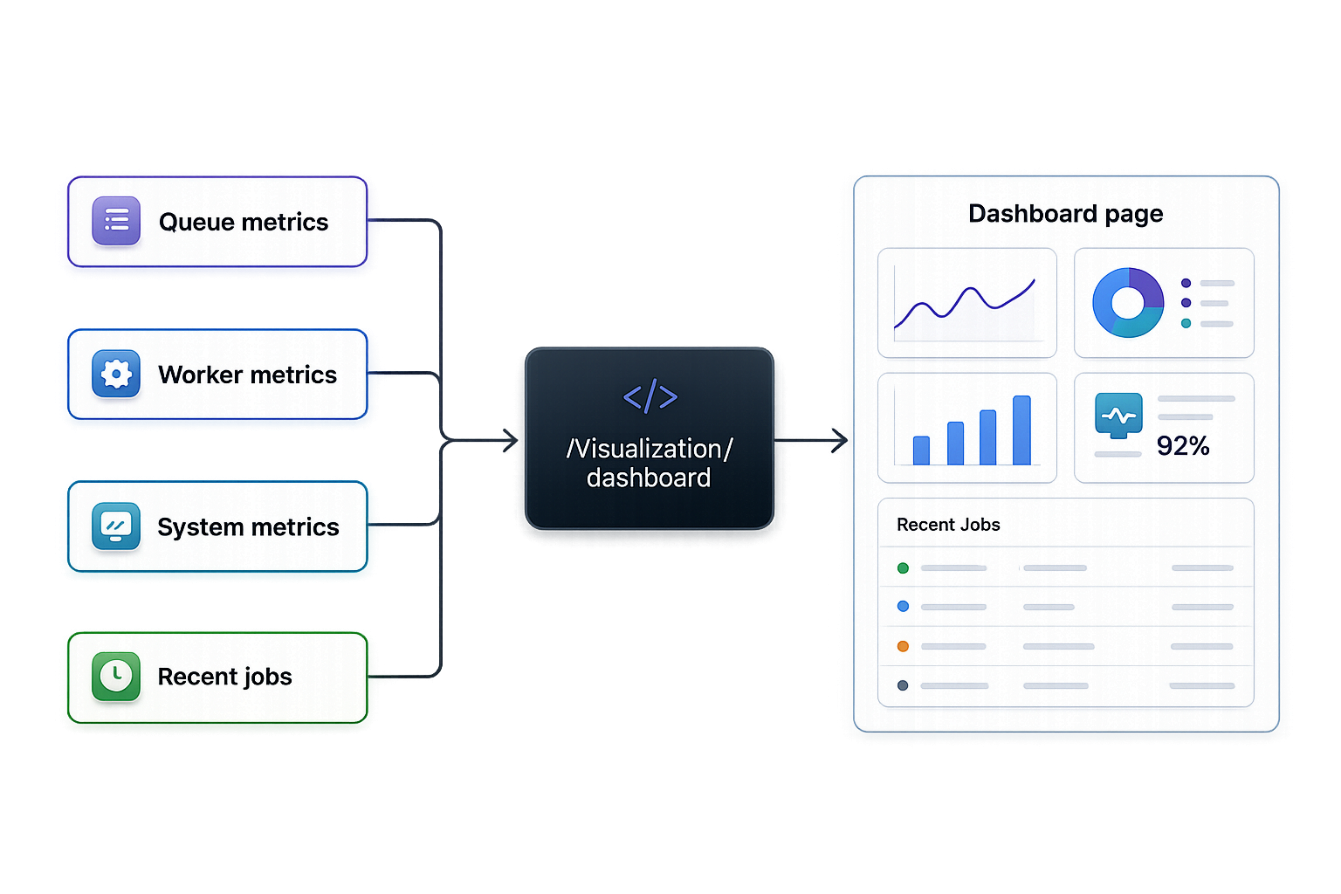 Queue metrics
Worker metrics
System metrics
Recent jobs
</>
/Visualization/
dashboard
Dashboard page
92%
Recent Jobs